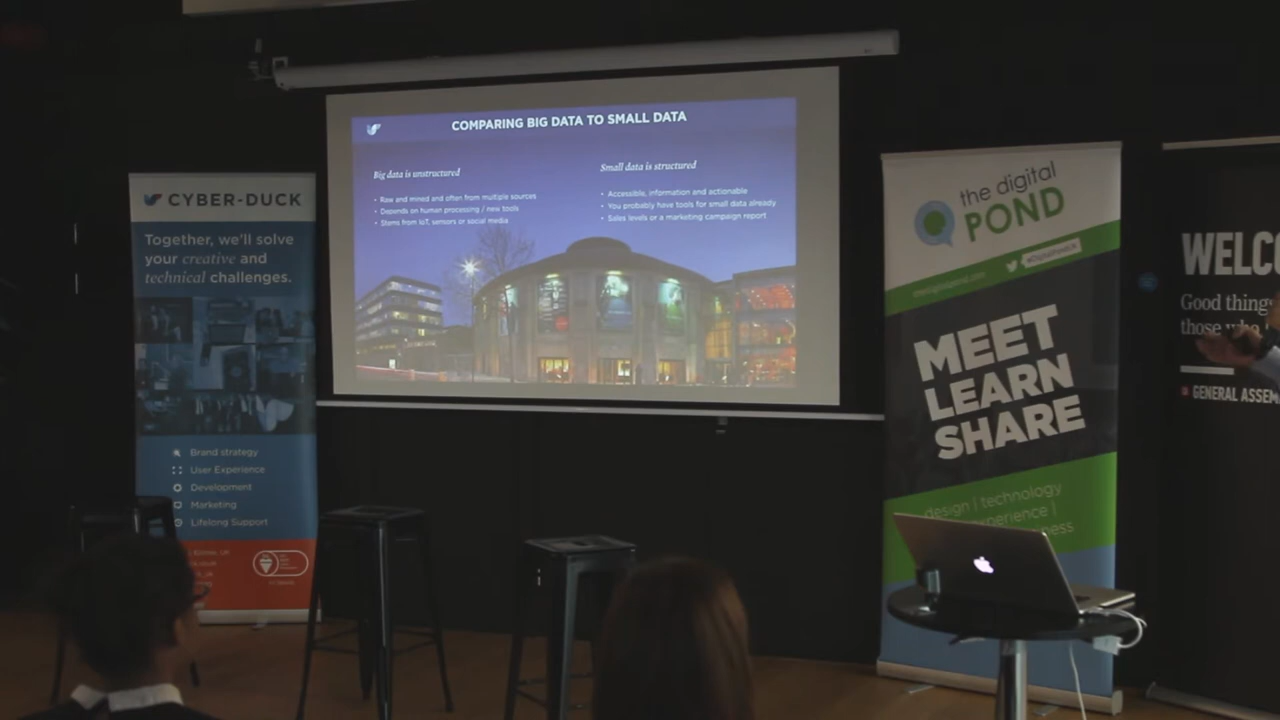 COMPARING BIG DATA TO SMALL DATA
Big data is unstructured
• Raw and mined and often from multiple sources
• Depends on human processing / new tools
• Stems from IoT, sensors or social media
Small data is structured
• Accessible, information and actionable
• You probably have tools for small data already
• Sales levels or a marketing campaign report
CYBER-DUCK
Together, we'll solve
your creative and
technical challenges.
Brand strategy
User Experience
Development
Marketing
Lifelong Support
the digital
POND
MEET
LEARN
SHARE
design | technology
WELCO
Good thing
those who
GENERAL ASSEM